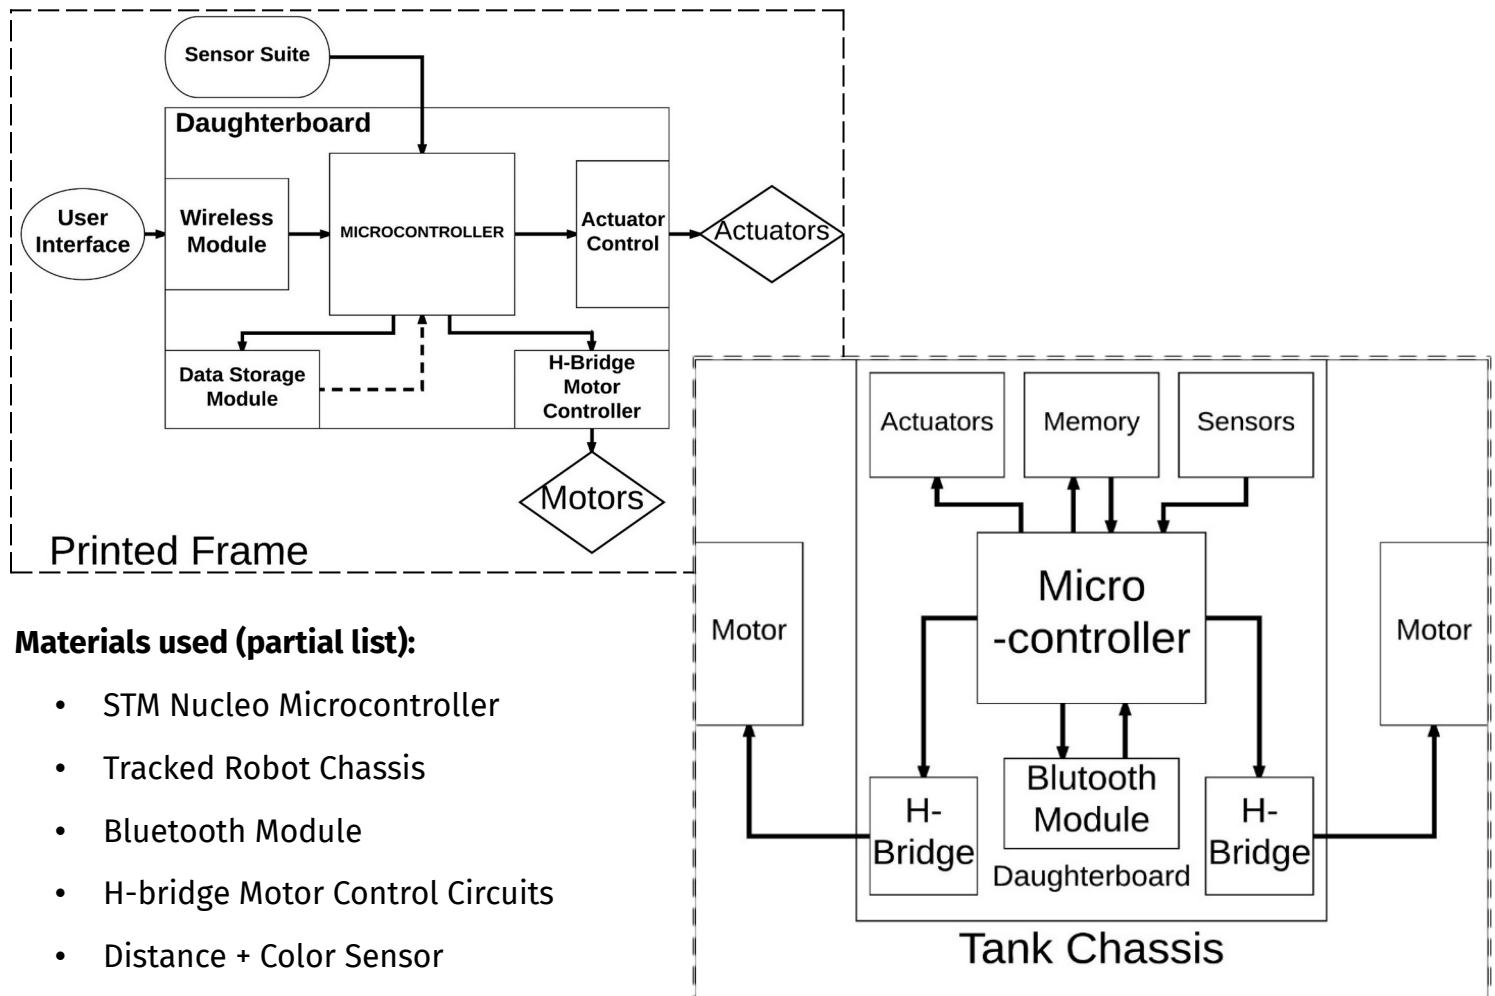 Sensor Suite
Daughterboard
User
Interface
Wireless
Module
MICROCONTROLLER
Actuator
Control
Actuators
Data Storage
Module
H-Bridge
Motor
Controller
Motors
Printed Frame
Materials used (partial list):
• STM Nucleo Microcontroller
• Tracked Robot Chassis
• Bluetooth Module
• H-bridge Motor Control Circuits
• Distance + Color Sensor
Actuators
Memory
Sensors
Motor
Micro
-controller
Motor
H-
Bridge
Blutooth
Module
H-
Bridge
Daughterboard
Tank Chassis